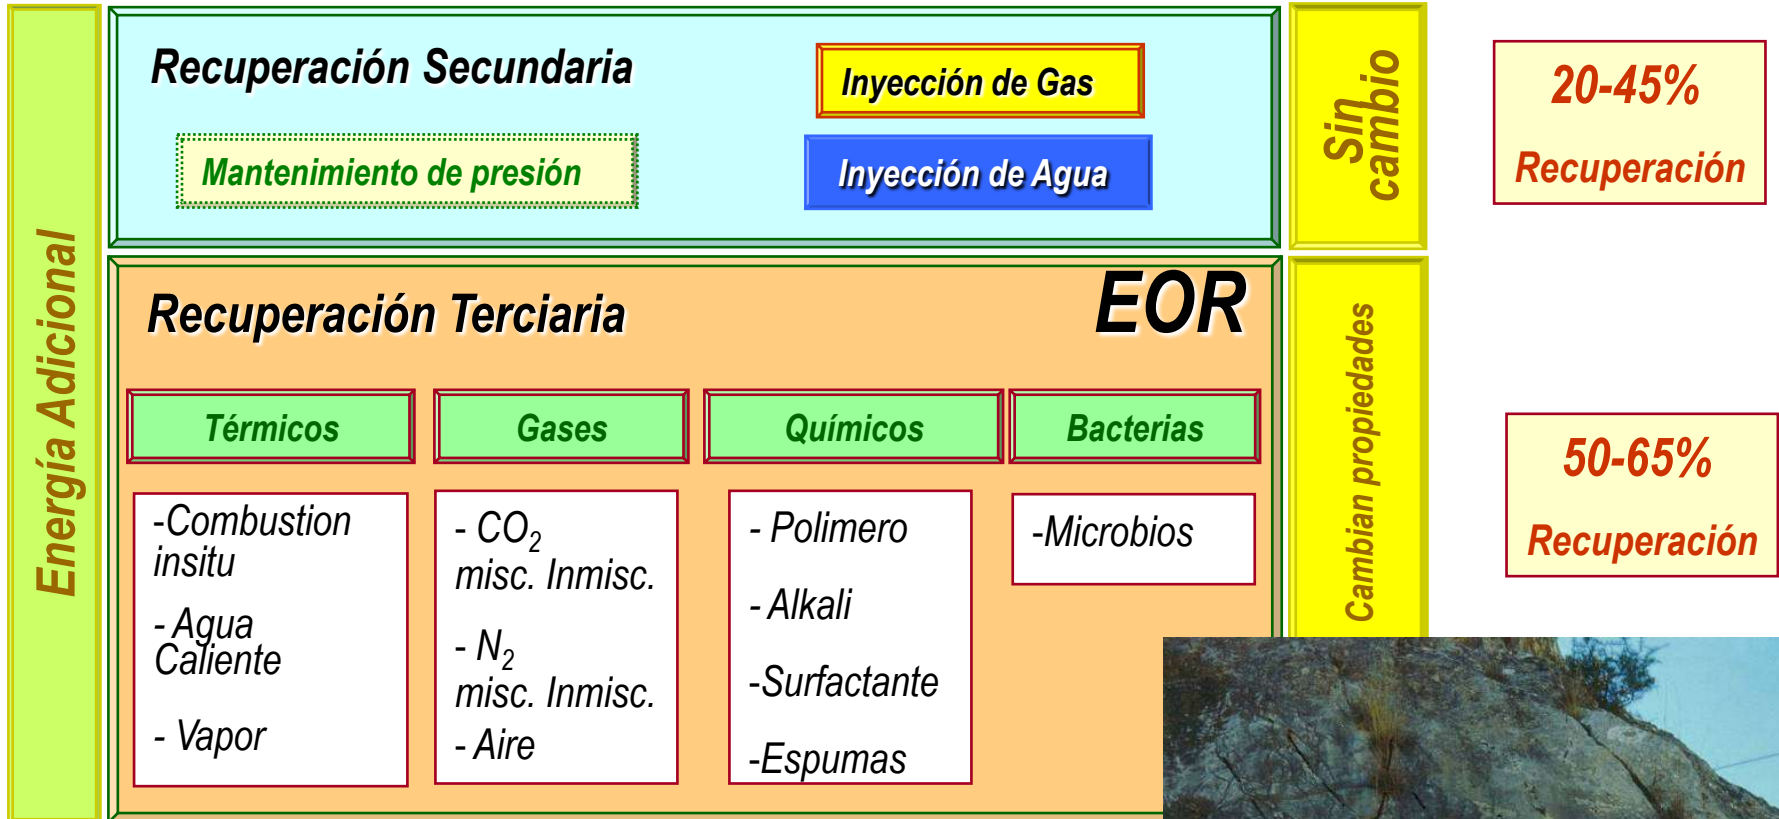 Energía Adicional
Recuperación Secundaria
Inyección de Gas
Mantenimiento de presión
Inyección de Agua
Sin
cambio
20-45%
Recuperación
Recuperación Terciaria
EOR
Térmicos
-Combustion
insitu
- Agua
Caliente
- Vapor
Gases
- CO₂
misc. Inmisc.
- N₂
misc. Inmisc.
- Aire
Químicos
- Polimero
- Alkali
-Surfactante
-Espumas
Bacterias
-Microbios
Cambian propiedades
50-65%
Recuperación